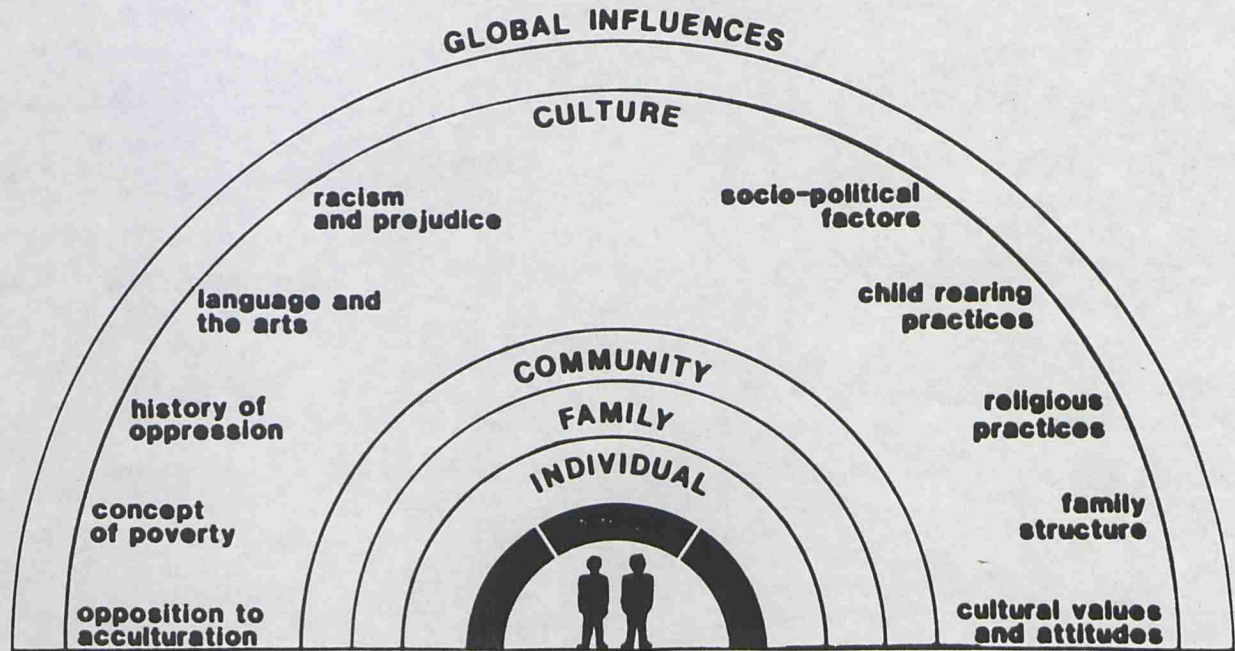 GLOBAL INFLUENCES
CULTURE
racism
and prejudice
socio-political
factors
language and
the arts
child rearing
practices
COMMUNITY
history of
oppression
religious
practices
FAMILY
INDIVIDUAL
concept
of poverty
family
structure
opposition to
acculturation
cultural values
and attitudes